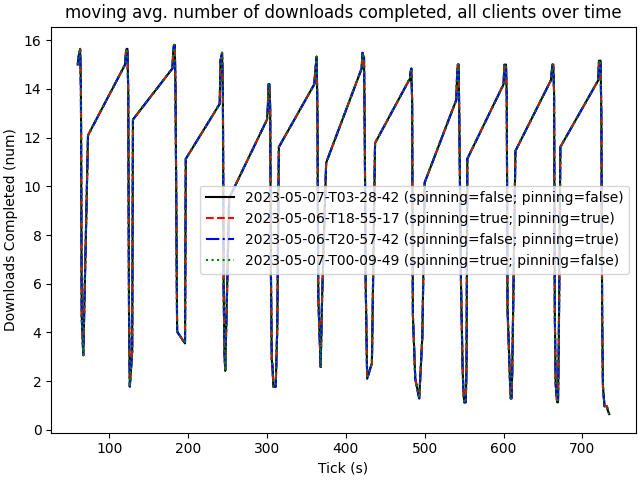 moving avg. number of downloads completed, all clients over time
Downloads Completed (num)
16
14
12
10
8
6
4
2
0
2023-05-07-T03-28-42 (spinning=false; pinning=false)
2023-05-06-T18-55-17 (spinning=true; pinning=true)
2023-05-06-T20-57-42 (spinning=false; pinning=true)
2023-05-07-T00-09-49 (spinning=true; pinning=false)
100 200 300 400 500 600 700
Tick (s)